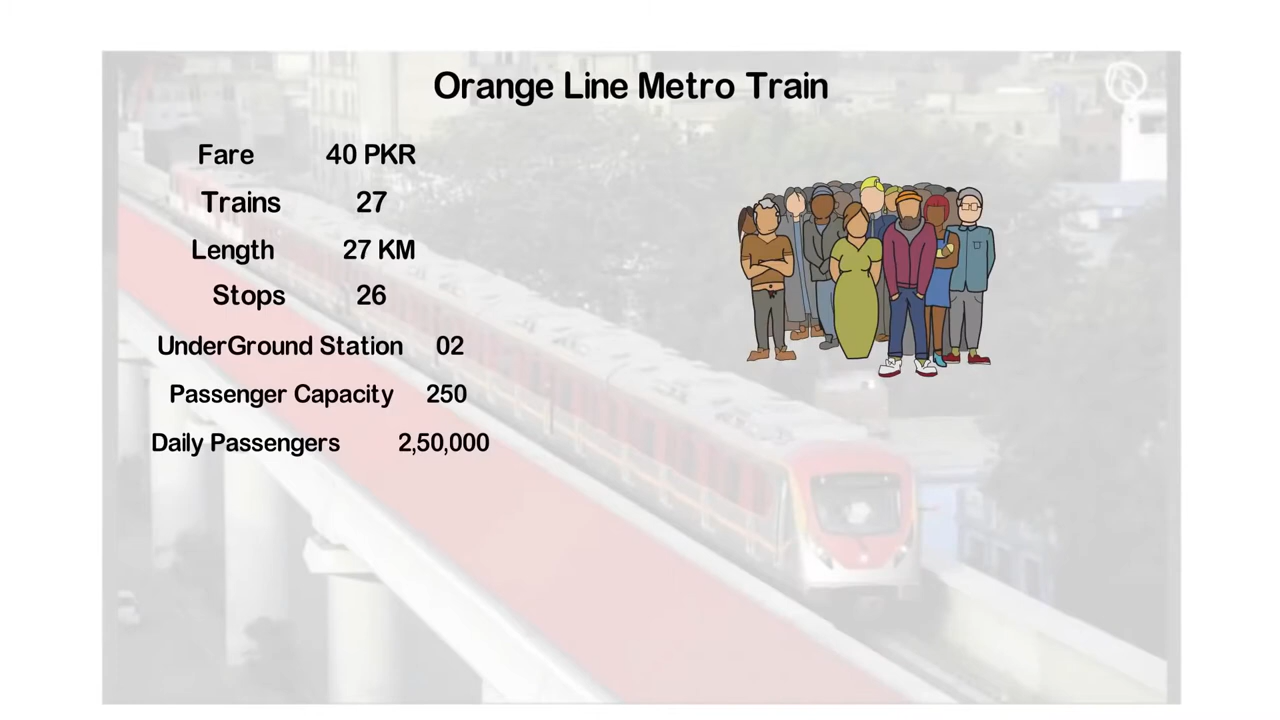 Orange Line Metro Train
Fare 40 PKR
Trains 27
Length 27 KM
Stops 26
UnderGround Station 02
Passenger Capacity 250
Daily Passengers 2,50,000